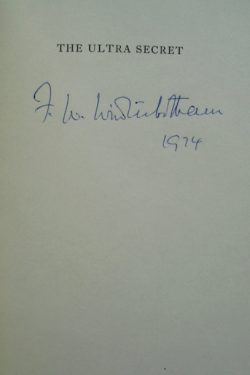 THE ULTRA SECRET
F. W. Winterbotham
1974